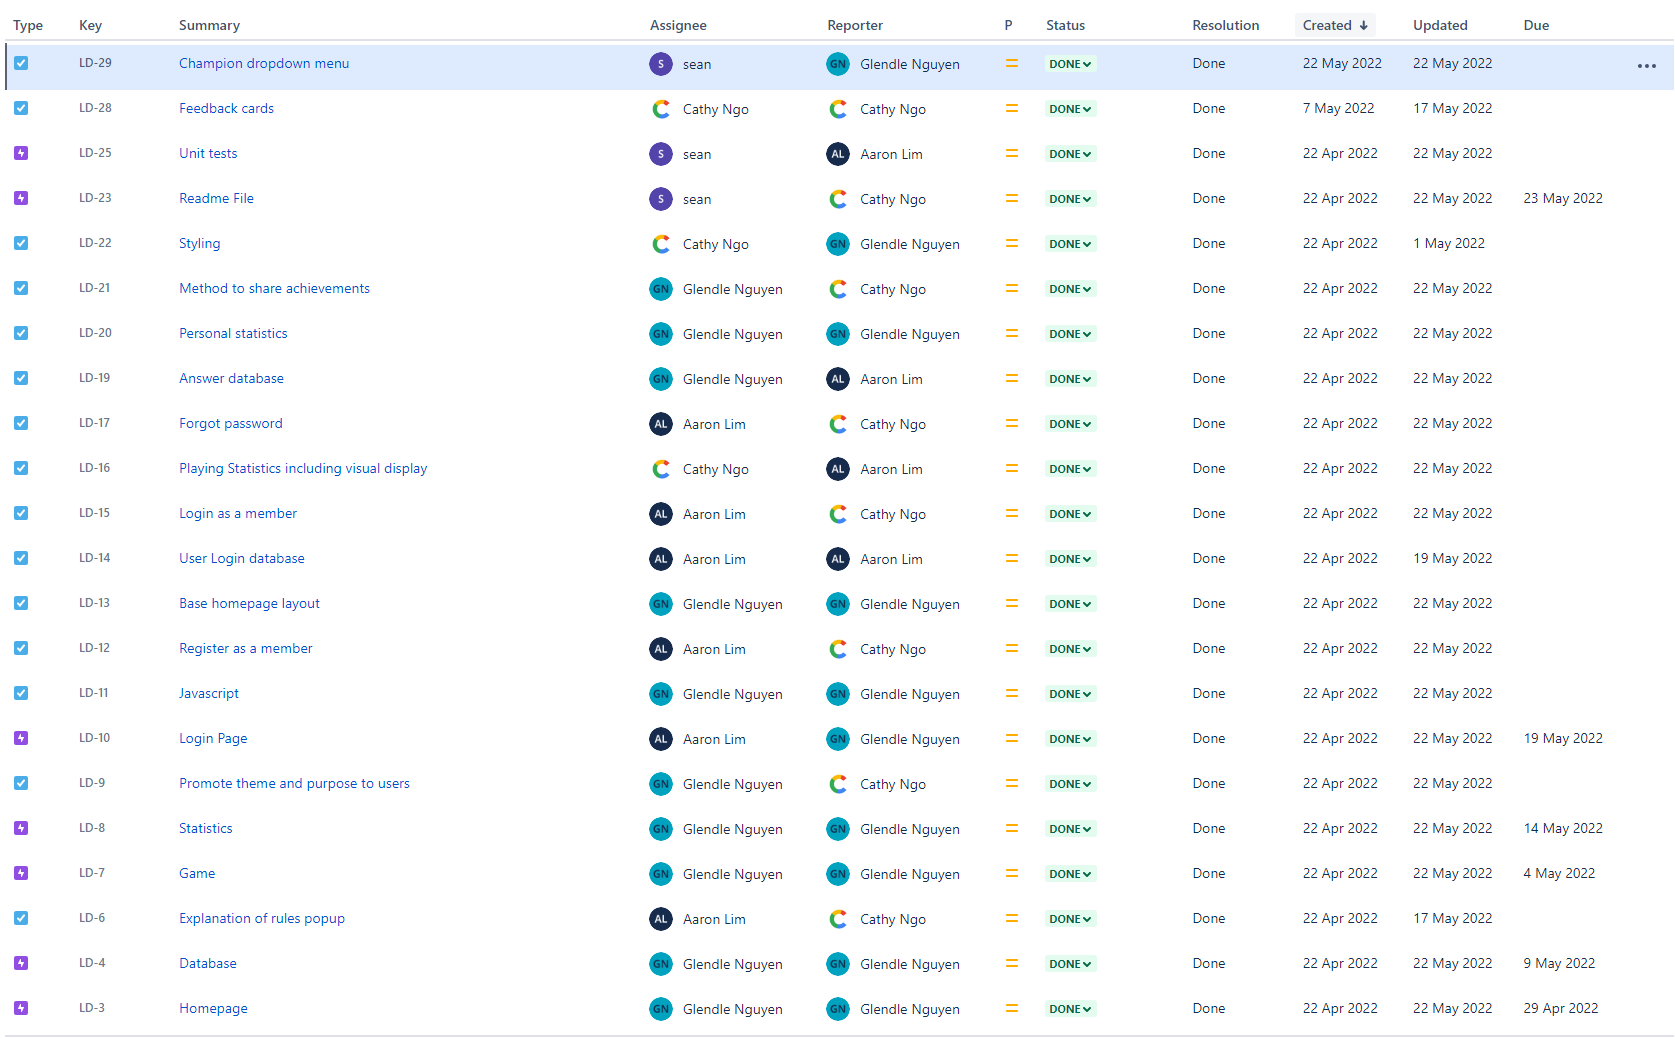 Type Key Summary Assignee Reporter P Status Resolution Created Updated Due
LD-29 Champion dropdown menu S sean GN Glendle Nguyen DONE Done 22 May 2022 22 May 2022
LD-28 Feedback cards Cathy Ngo Cathy Ngo DONE Done 7 May 2022 17 May 2022
LD-25 Unit tests S sean AL Aaron Lim DONE Done 22 Apr 2022 22 May 2022
LD-23 Readme File S sean Cathy Ngo DONE Done 22 Apr 2022 22 May 2022 23 May 2022
LD-22 Styling Cathy Ngo GN Glendle Nguyen DONE Done 22 Apr 2022 1 May 2022
LD-21 Method to share achievements GN Glendle Nguyen Cathy Ngo DONE Done 22 Apr 2022 22 May 2022
LD-20 Personal statistics GN Glendle Nguyen GN Glendle Nguyen DONE Done 22 Apr 2022 22 May 2022
LD-19 Answer database GN Glendle Nguyen AL Aaron Lim DONE Done 22 Apr 2022 22 May 2022
LD-17 Forgot password AL Aaron Lim Cathy Ngo DONE Done 22 Apr 2022 22 May 2022
LD-16 Playing Statistics including visual display Cathy Ngo AL Aaron Lim DONE Done 22 Apr 2022 22 May 2022
LD-15 Login as a member AL Aaron Lim Cathy Ngo DONE Done 22 Apr 2022 22 May 2022
LD-14 User Login database AL Aaron Lim AL Aaron Lim DONE Done 22 Apr 2022 19 May 2022
LD-13 Base homepage layout GN Glendle Nguyen GN Glendle Nguyen DONE Done 22 Apr 2022 22 May 2022
LD-12 Register as a member AL Aaron Lim Cathy Ngo DONE Done 22 Apr 2022 22 May 2022
LD-11 Javascript GN Glendle Nguyen GN Glendle Nguyen DONE Done 22 Apr 2022 22 May 2022
LD-10 Login Page AL Aaron Lim GN Glendle Nguyen DONE Done 22 Apr 2022 22 May 2022 19 May 2022
LD-9 Promote theme and purpose to users GN Glendle Nguyen Cathy Ngo DONE Done 22 Apr 2022 22 May 2022
LD-8 Statistics GN Glendle Nguyen GN Glendle Nguyen DONE Done 22 Apr 2022 22 May 2022 14 May 2022
LD-7 Game GN Glendle Nguyen GN Glendle Nguyen DONE Done 22 Apr 2022 22 May 2022 4 May 2022
LD-6 Explanation of rules popup AL Aaron Lim Cathy Ngo DONE Done 22 Apr 2022 17 May 2022
LD-4 Database GN Glendle Nguyen GN Glendle Nguyen DONE Done 22 Apr 2022 22 May 2022 9 May 2022
LD-3 Homepage GN Glendle Nguyen GN Glendle Nguyen DONE Done 22 Apr 2022 22 May 2022 29 Apr 2022